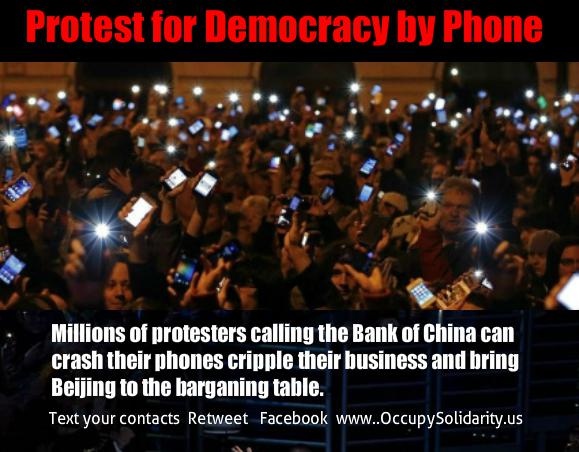 Protest for Democracy by Phone
Millions of protesters calling the Bank of China can
crash their phones cripple their business and bring
Beijing to the barganing table.
Text your contacts Retweet Facebook www..OccupySolidarity.us